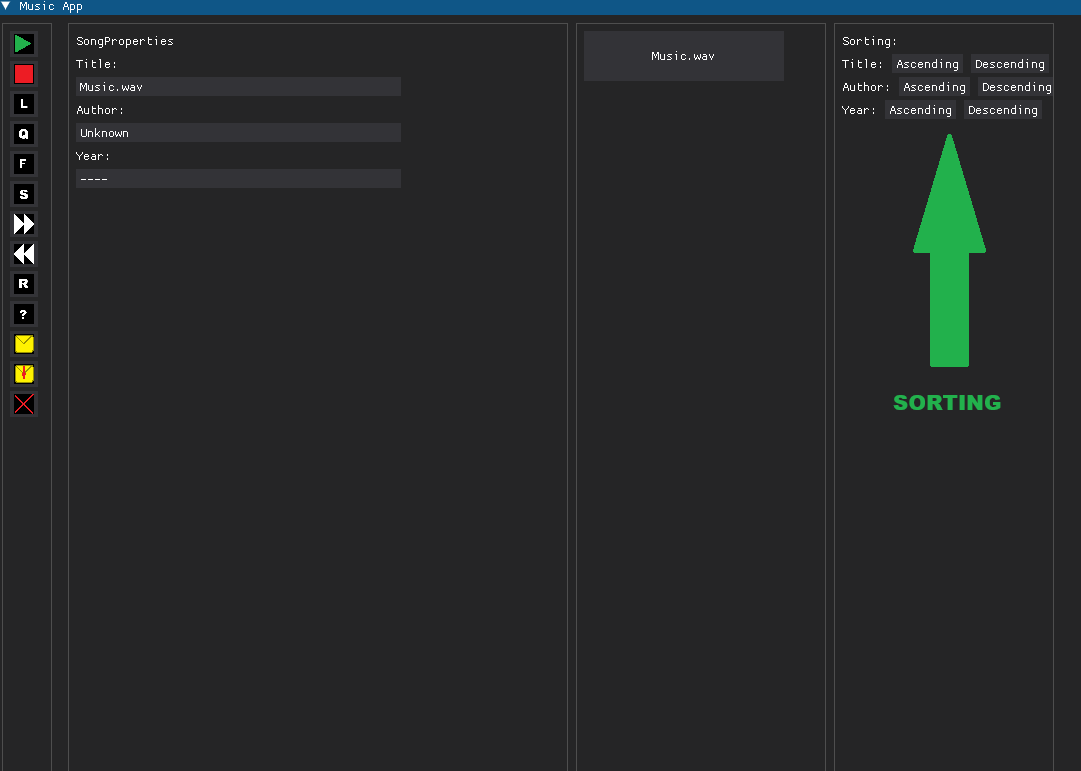 Music App
L
Q
F
S
R
?
SongProperties
Title:
Music.wav
Author:
Unknown
Year:
----
Music.wav
Sorting:
Title: Ascending Descending
Author: Ascending Descending
Year: Ascending Descending
SORTING